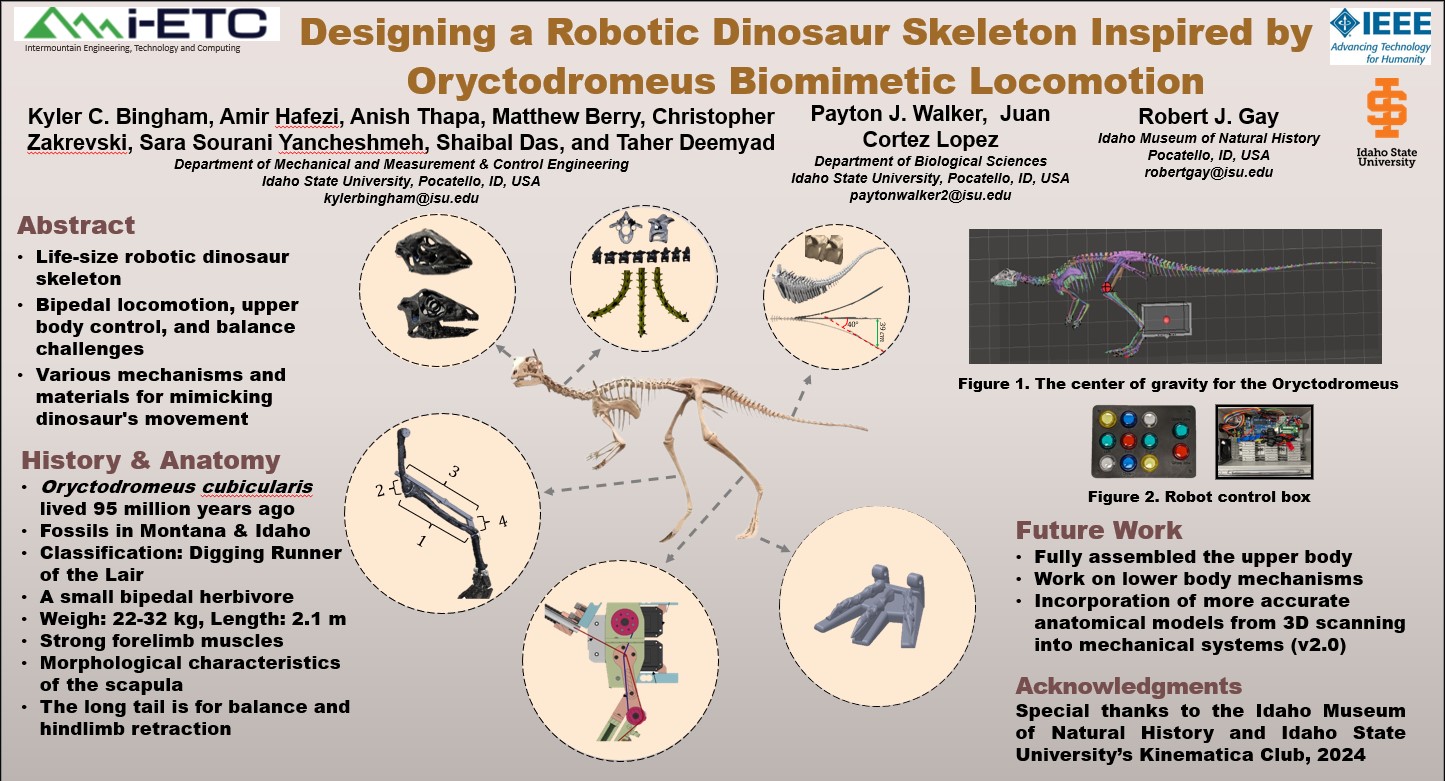 i-ETC
Intermountain Engineering, Technology and Computing
Designing a Robotic Dinosaur Skeleton Inspired by
Oryctodromeus Biomimetic Locomotion
IEEE
Advancing Technology
for Humanity
Idaho State
University
Kyler C. Bingham, Amir Hafezi, Anish Thapa, Matthew Berry, Christopher
Zakrevski, Sara Sourani Yancheshmeh, Shaibal Das, and Taher Deemyad
Department of Mechanical and Measurement & Control Engineering
Idaho State University, Pocatello, ID, USA
kylerbingham@isu.edu
Payton J. Walker, Juan
Cortez Lopez
Department of Biological Sciences
Idaho State University, Pocatello, ID, USA
paytonwalker2@isu.edu
Robert J. Gay
Idaho Museum of Natural History
Pocatello, ID, USA
robertgay@isu.edu
Abstract
• Life-size robotic dinosaur
skeleton
• Bipedal locomotion, upper
body control, and balance
challenges
• Various mechanisms and
materials for mimicking
dinosaur's movement
History & Anatomy
• Oryctodromeus cubicularis
lived 95 million years ago
• Fossils in Montana & Idaho
• Classification: Digging Runner
of the Lair
• A small bipedal herbivore
• Weigh: 22-32 kg, Length: 2.1 m
• Strong forelimb muscles
• Morphological characteristics
of the scapula
• The long tail is for balance and
hindlimb retraction
40°
39 cm
3
2
4
1
Figure 1. The center of gravity for the Oryctodromeus
Figure 2. Robot control box
Future Work
• Fully assembled the upper body
• Work on lower body mechanisms
• Incorporation of more accurate
anatomical models from 3D scanning
into mechanical systems (v2.0)
Acknowledgments
Special thanks to the Idaho Museum
of Natural History and Idaho State
University’s Kinematica Club, 2024